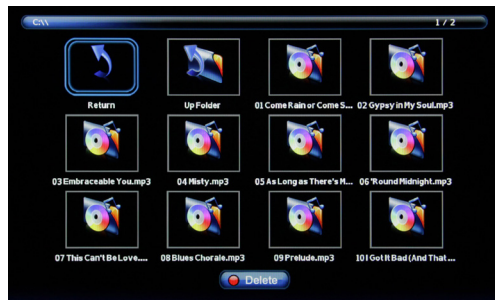 C:\\
1 / 2
Return
Up Folder
01 Come Rain or Come S...
02 Gypsy in My Soul.mp3
03 Embraceable You.mp3
04 Misty.mp3
05 As Long as There's M...
06 'Round Midnight.mp3
07 This Can't Be Love....
08 Blues Chorale.mp3
09 Prelude.mp3
10 I Got It Bad (And That ...
Delete